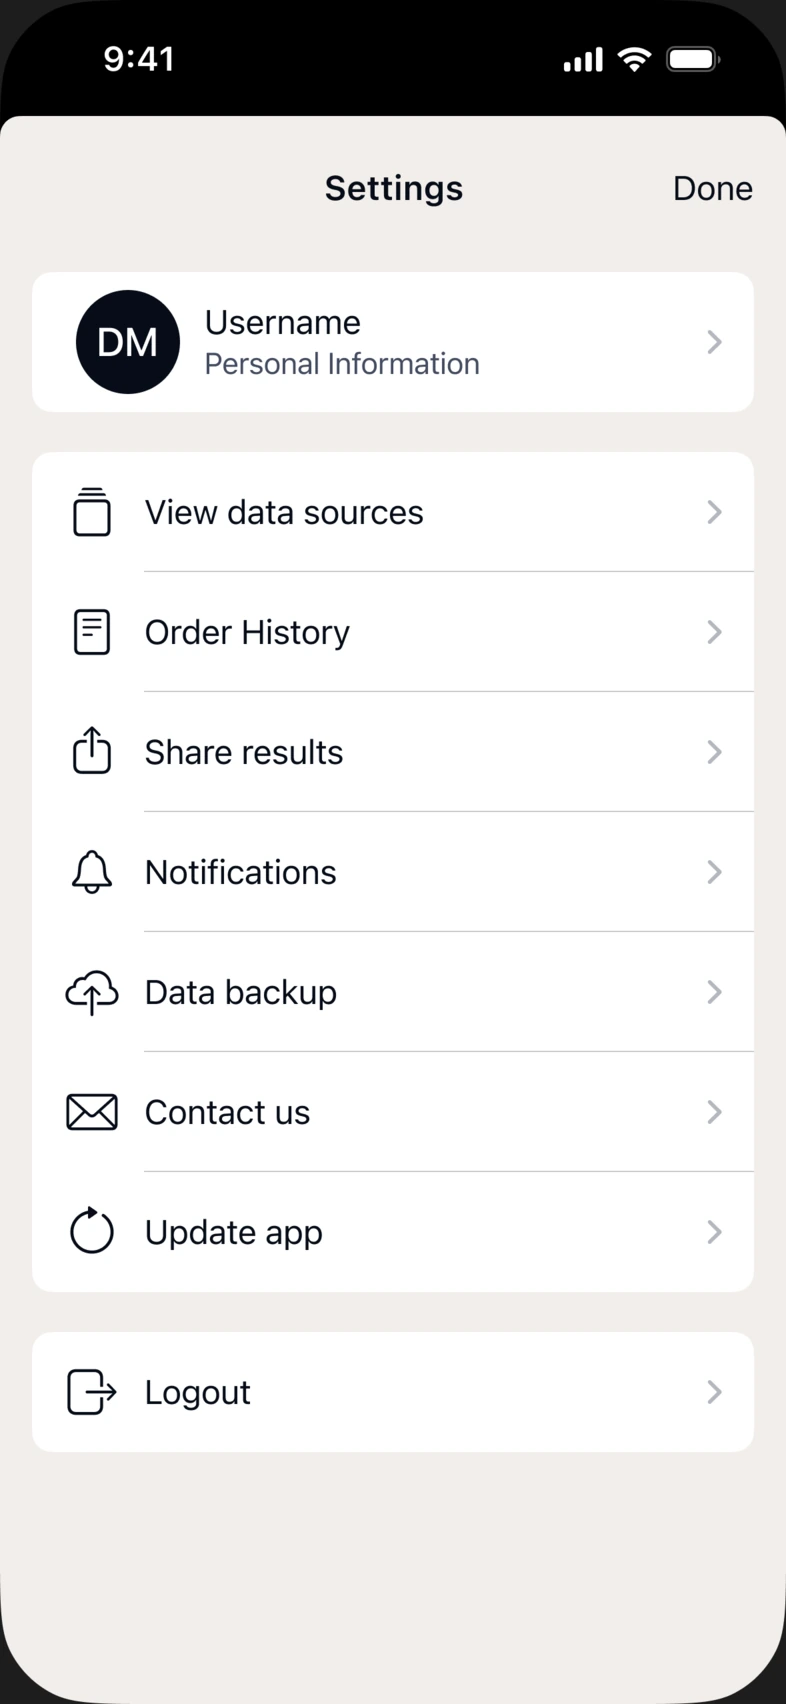 9:41
Settings
Done
DM
Username
Personal Information
View data sources
Order History
Share results
Notifications
Data backup
Contact us
Update app
Logout